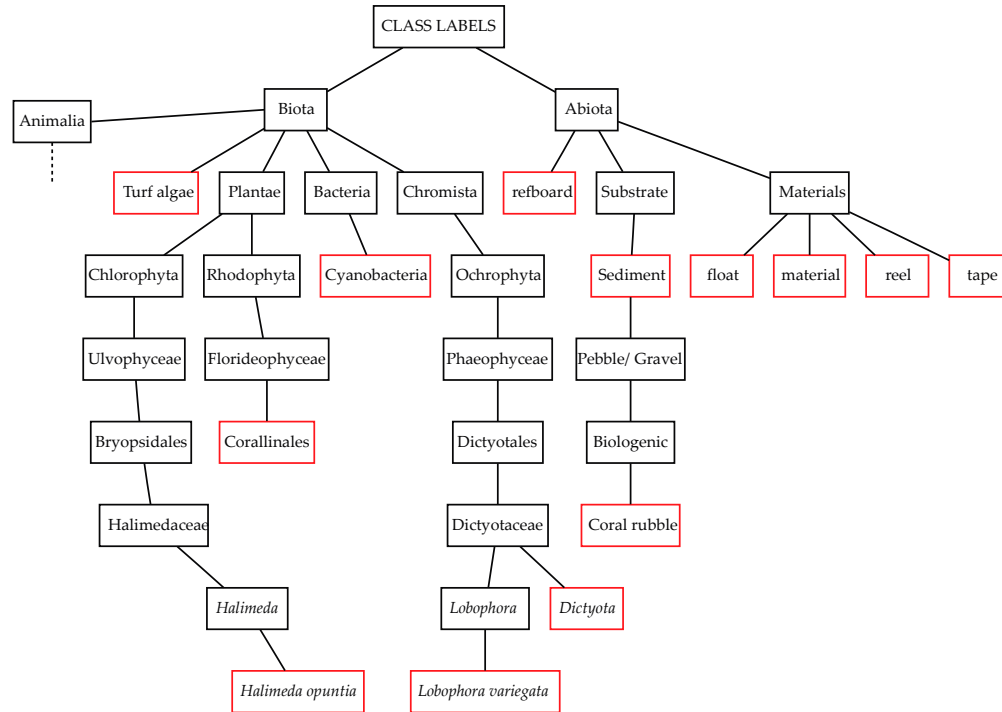 CLASS LABELS
Biota
Abiota
Animalia
Turf algae
Plantae
Bacteria
Chromista
refboard
Substrate
Materials
Chlorophyta
Rhodophyta
Cyanobacteria
Ochrophyta
Sediment
float
material
reel
tape
Ulvophyceae
Florideophyceae
Phaeophyceae
Pebble/ Gravel
Bryopsidales
Corallinales
Dictyotales
Biologenic
Halimedaceae
Dictyotaceae
Coral rubble
Halimeda
Lobophora
Dictyota
Halimeda opuntia
Lobophora variegata